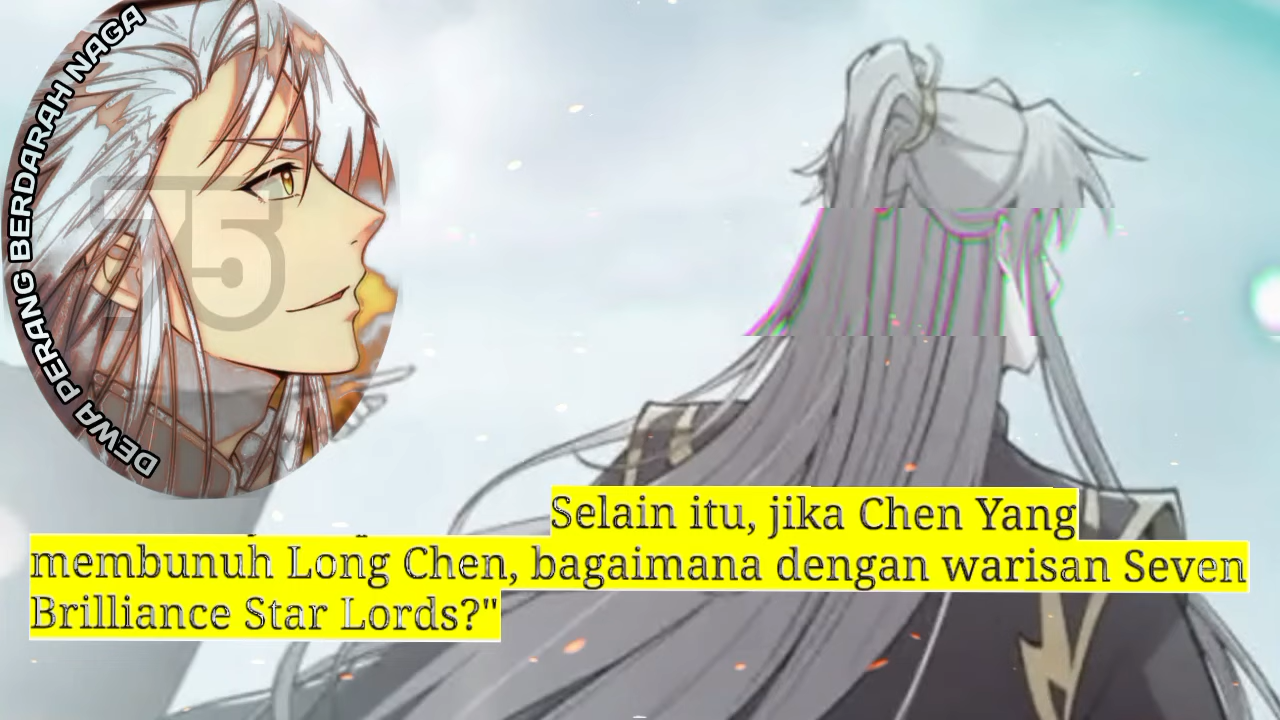 DEWA PERANG BERDARAH NAGA
75
Selain itu, jika Chen Yang
membunuh Long Chen, bagaimana dengan warisan Seven
Brilliance Star Lords?"